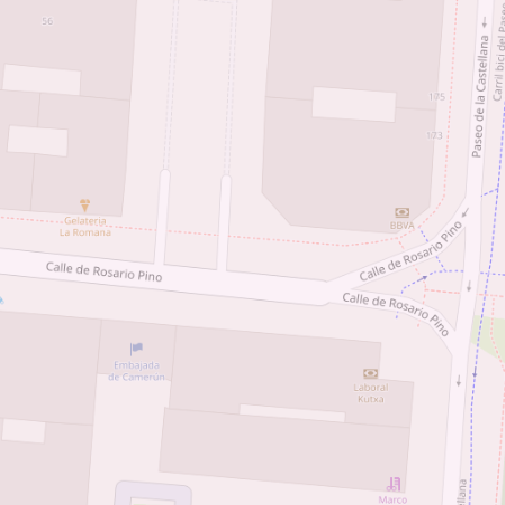 56
Paseo de la Castellana
Carril bici del Paseo
175
173
Gelateria
La Romana
BBVA
Calle de Rosario Pino
Calle de Rosario Pino
Calle de Rosario Pino
Embajada
de Camerún
Laboral
Kutxa
Marco